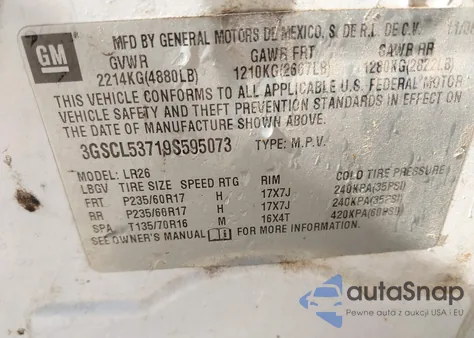 GM
MFD BY GENERAL MOTORS DE MEXICO, S. DE R.L. DE C.V.
GVWR GAWR FRT GAWR RR
2214KG(4880LB) 1210KG(2667LB) 1280KG(2822LB)
THIS VEHICLE CONFORMS TO ALL APPLICABLE U.S. FEDERAL MOTOR
VEHICLE SAFETY AND THEFT PREVENTION STANDARDS IN EFFECT ON
THE DATE OF MANUFACTURE SHOWN ABOVE.
3GSCL53719S595073 TYPE: M.P.V.
MODEL: LR26
LBGV TIRE SIZE SPEED RTG RIM COLD TIRE PRESSURE
FRT P235/60R17 H 17X7J 240KPA(35PSI)
RR P235/60R17 H 17X7J 240KPA(35PSI)
SPA T135/70R16 M 16X4T 420KPA(60PSI)
SEE OWNER'S MANUAL FOR MORE INFORMATION.
autoSnap
Pewne auta z aukcji USA i EU